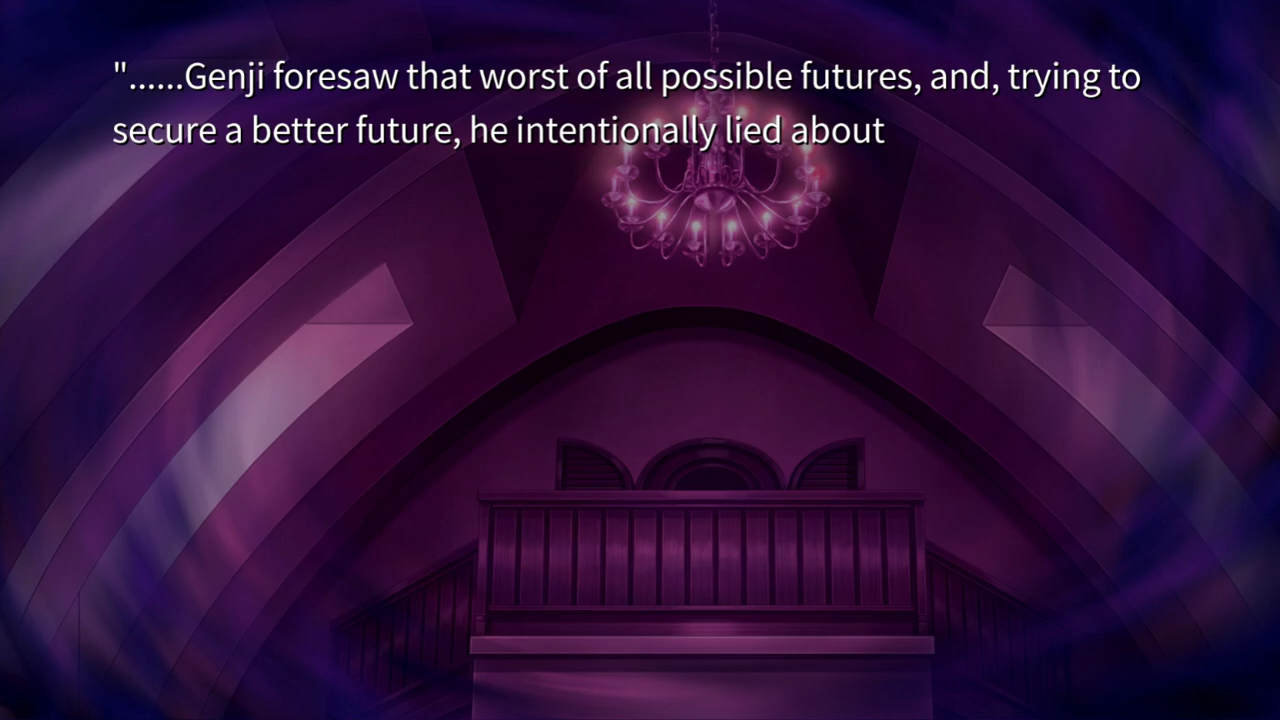 "......Genji foresaw that worst of all possible futures, and, trying to
secure a better future, he intentionally lied about